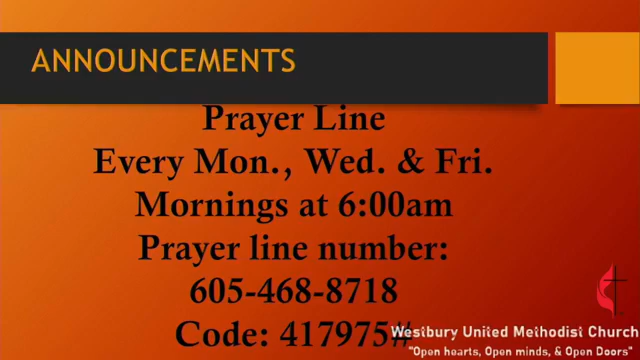 ANNOUNCEMENTS
Prayer Line
Every Mon., Wed. & Fri.
Mornings at 6:00am
Prayer line number:
605-468-8718
Code: 417975#
Westbury United Methodist Church
"Open hearts, Open minds, & Open Doors"